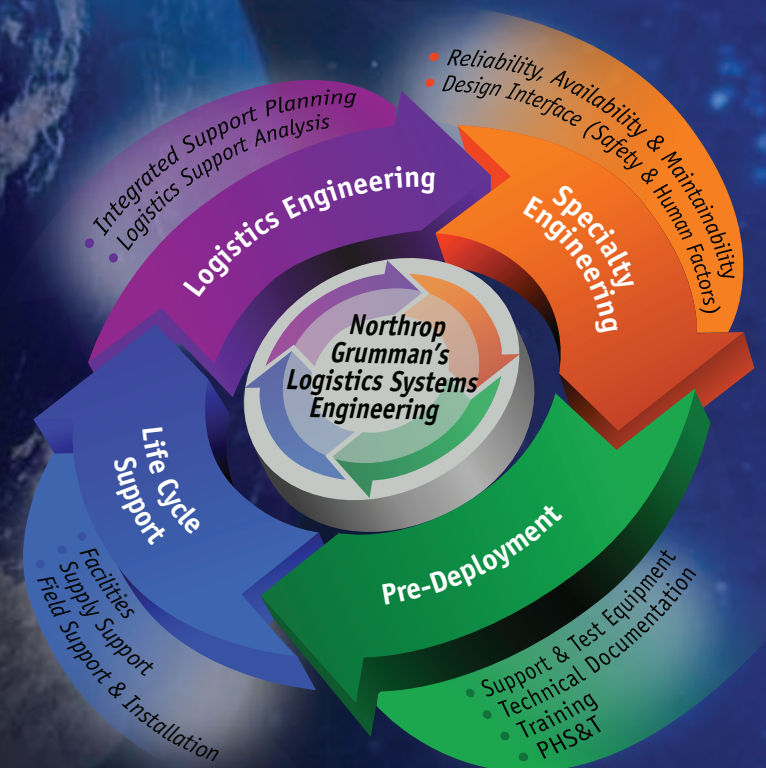 Integrated Support Planning
Logistics Support Analysis
Logistics Engineering
Reliability, Availability & Maintainability
Design Interface (Safety & Human Factors)
Specialty
Engineering
Northrop
Grumman's
Logistics Systems
Engineering
Pre-Deployment
Support & Test Equipment
Technical Documentation
Training
PHS&T
Life Cycle
Support
Facilities
Supply Support
Field Support & Installation